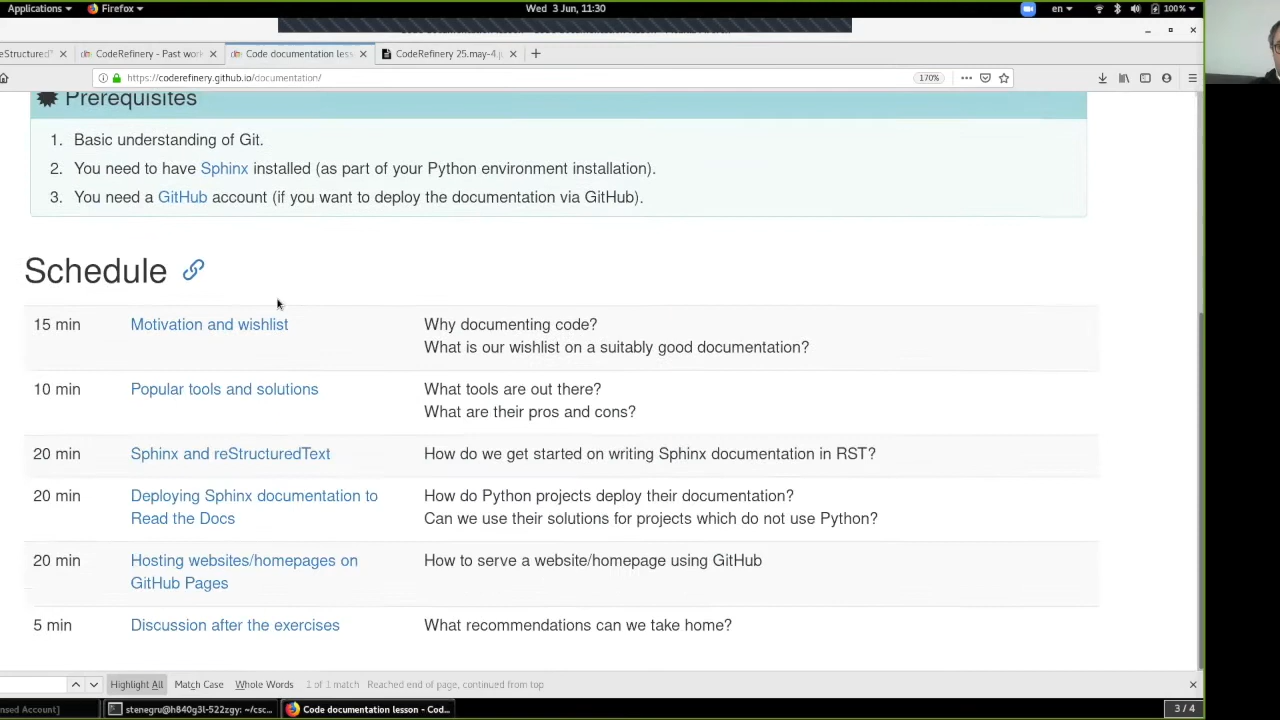 Applications
Firefox
Wed 3 Jun, 11:30
en
100%
eStructuredT
CodeRefinery - Past work
Code documentation less
CodeRefinery 25.may-4.ju
https://coderefinery.github.io/documentation/
170%
Prerequisites
1. Basic understanding of Git.
2. You need to have Sphinx installed (as part of your Python environment installation).
3. You need a GitHub account (if you want to deploy the documentation via GitHub).
Schedule
15 min Motivation and wishlist Why documenting code?
What is our wishlist on a suitably good documentation?
10 min Popular tools and solutions What tools are out there?
What are their pros and cons?
20 min Sphinx and reStructuredText How do we get started on writing Sphinx documentation in RST?
20 min Deploying Sphinx documentation to How do Python projects deploy their documentation?
Read the Docs Can we use their solutions for projects which do not use Python?
20 min Hosting websites/homepages on How to serve a website/homepage using GitHub
GitHub Pages
5 min Discussion after the exercises What recommendations can we take home?
Highlight All Match Case Whole Words 1 of 1 match Reached end of page, continued from top
nsed Account]
stenegru@h840g3l-522zgy: ~/csc...
Code documentation lesson - Cod...
3 / 4